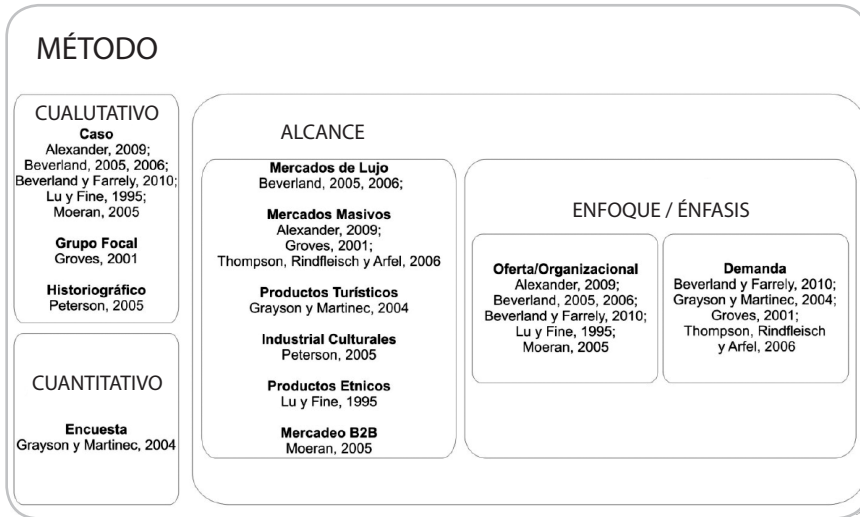 MÉTODO
CUALUTATIVO
Caso
Alexander, 2009;
Beverland, 2005, 2006;
Beverland y Farrely, 2010;
Lu y Fine, 1995;
Moeran, 2005
Grupo Focal
Groves, 2001
Historiográfico
Peterson, 2005
CUANTITATIVO
Encuesta
Grayson y Martinec, 2004
ALCANCE
Mercados de Lujo
Beverland, 2005, 2006;
Mercados Masivos
Alexander, 2009;
Groves, 2001;
Thompson, Rindfleisch y Arfel, 2006
Productos Turísticos
Grayson y Martinec, 2004
Industrial Culturales
Peterson, 2005
Productos Etnicos
Lu y Fine, 1995
Mercadeo B2B
Moeran, 2005
ENFOQUE / ÉNFASIS
Oferta/Organizacional
Alexander, 2009;
Beverland, 2005, 2006;
Beverland y Farrely, 2010;
Lu y Fine, 1995;
Moeran, 2005
Demanda
Beverland y Farrely, 2010;
Grayson y Martinec, 2004;
Groves, 2001;
Thompson, Rindfleisch
y Arfel, 2006